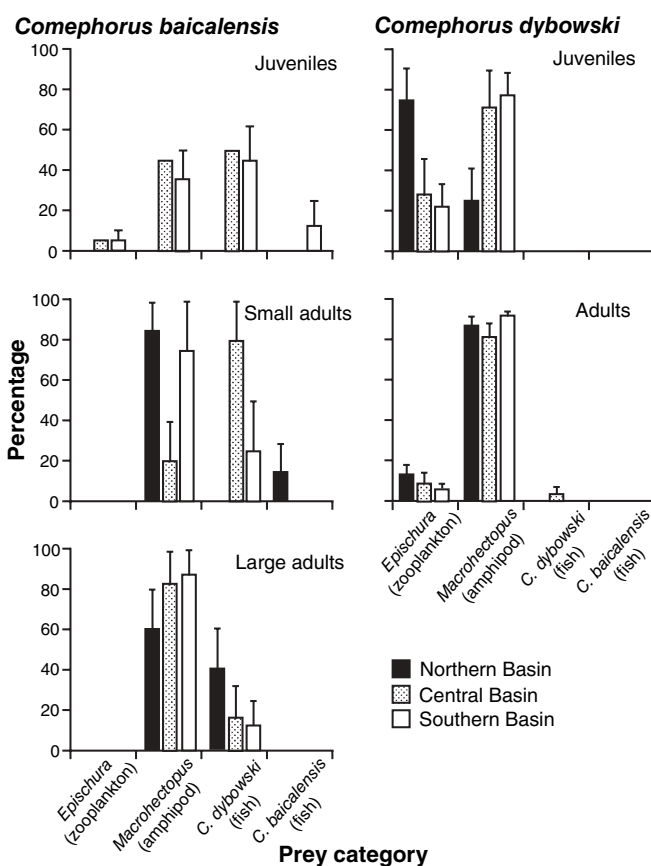 Comephorus baicalensis
Comephorus dybowski
100
80
60
40
20
0
Juveniles
Juveniles
100
80
60
40
20
0
Small adults
Adults
100
80
60
40
20
0
Large adults
Percentage
Epischura
(zooplankton)
Macrohectopus
(amphipod)
C. dybowski
(fish)
C. baicalensis
(fish)
Northern Basin
Central Basin
Southern Basin
Epischura
(zooplankton)
Macrohectopus
(amphipod)
C. dybowski
(fish)
C. baicalensis
(fish)
Prey category